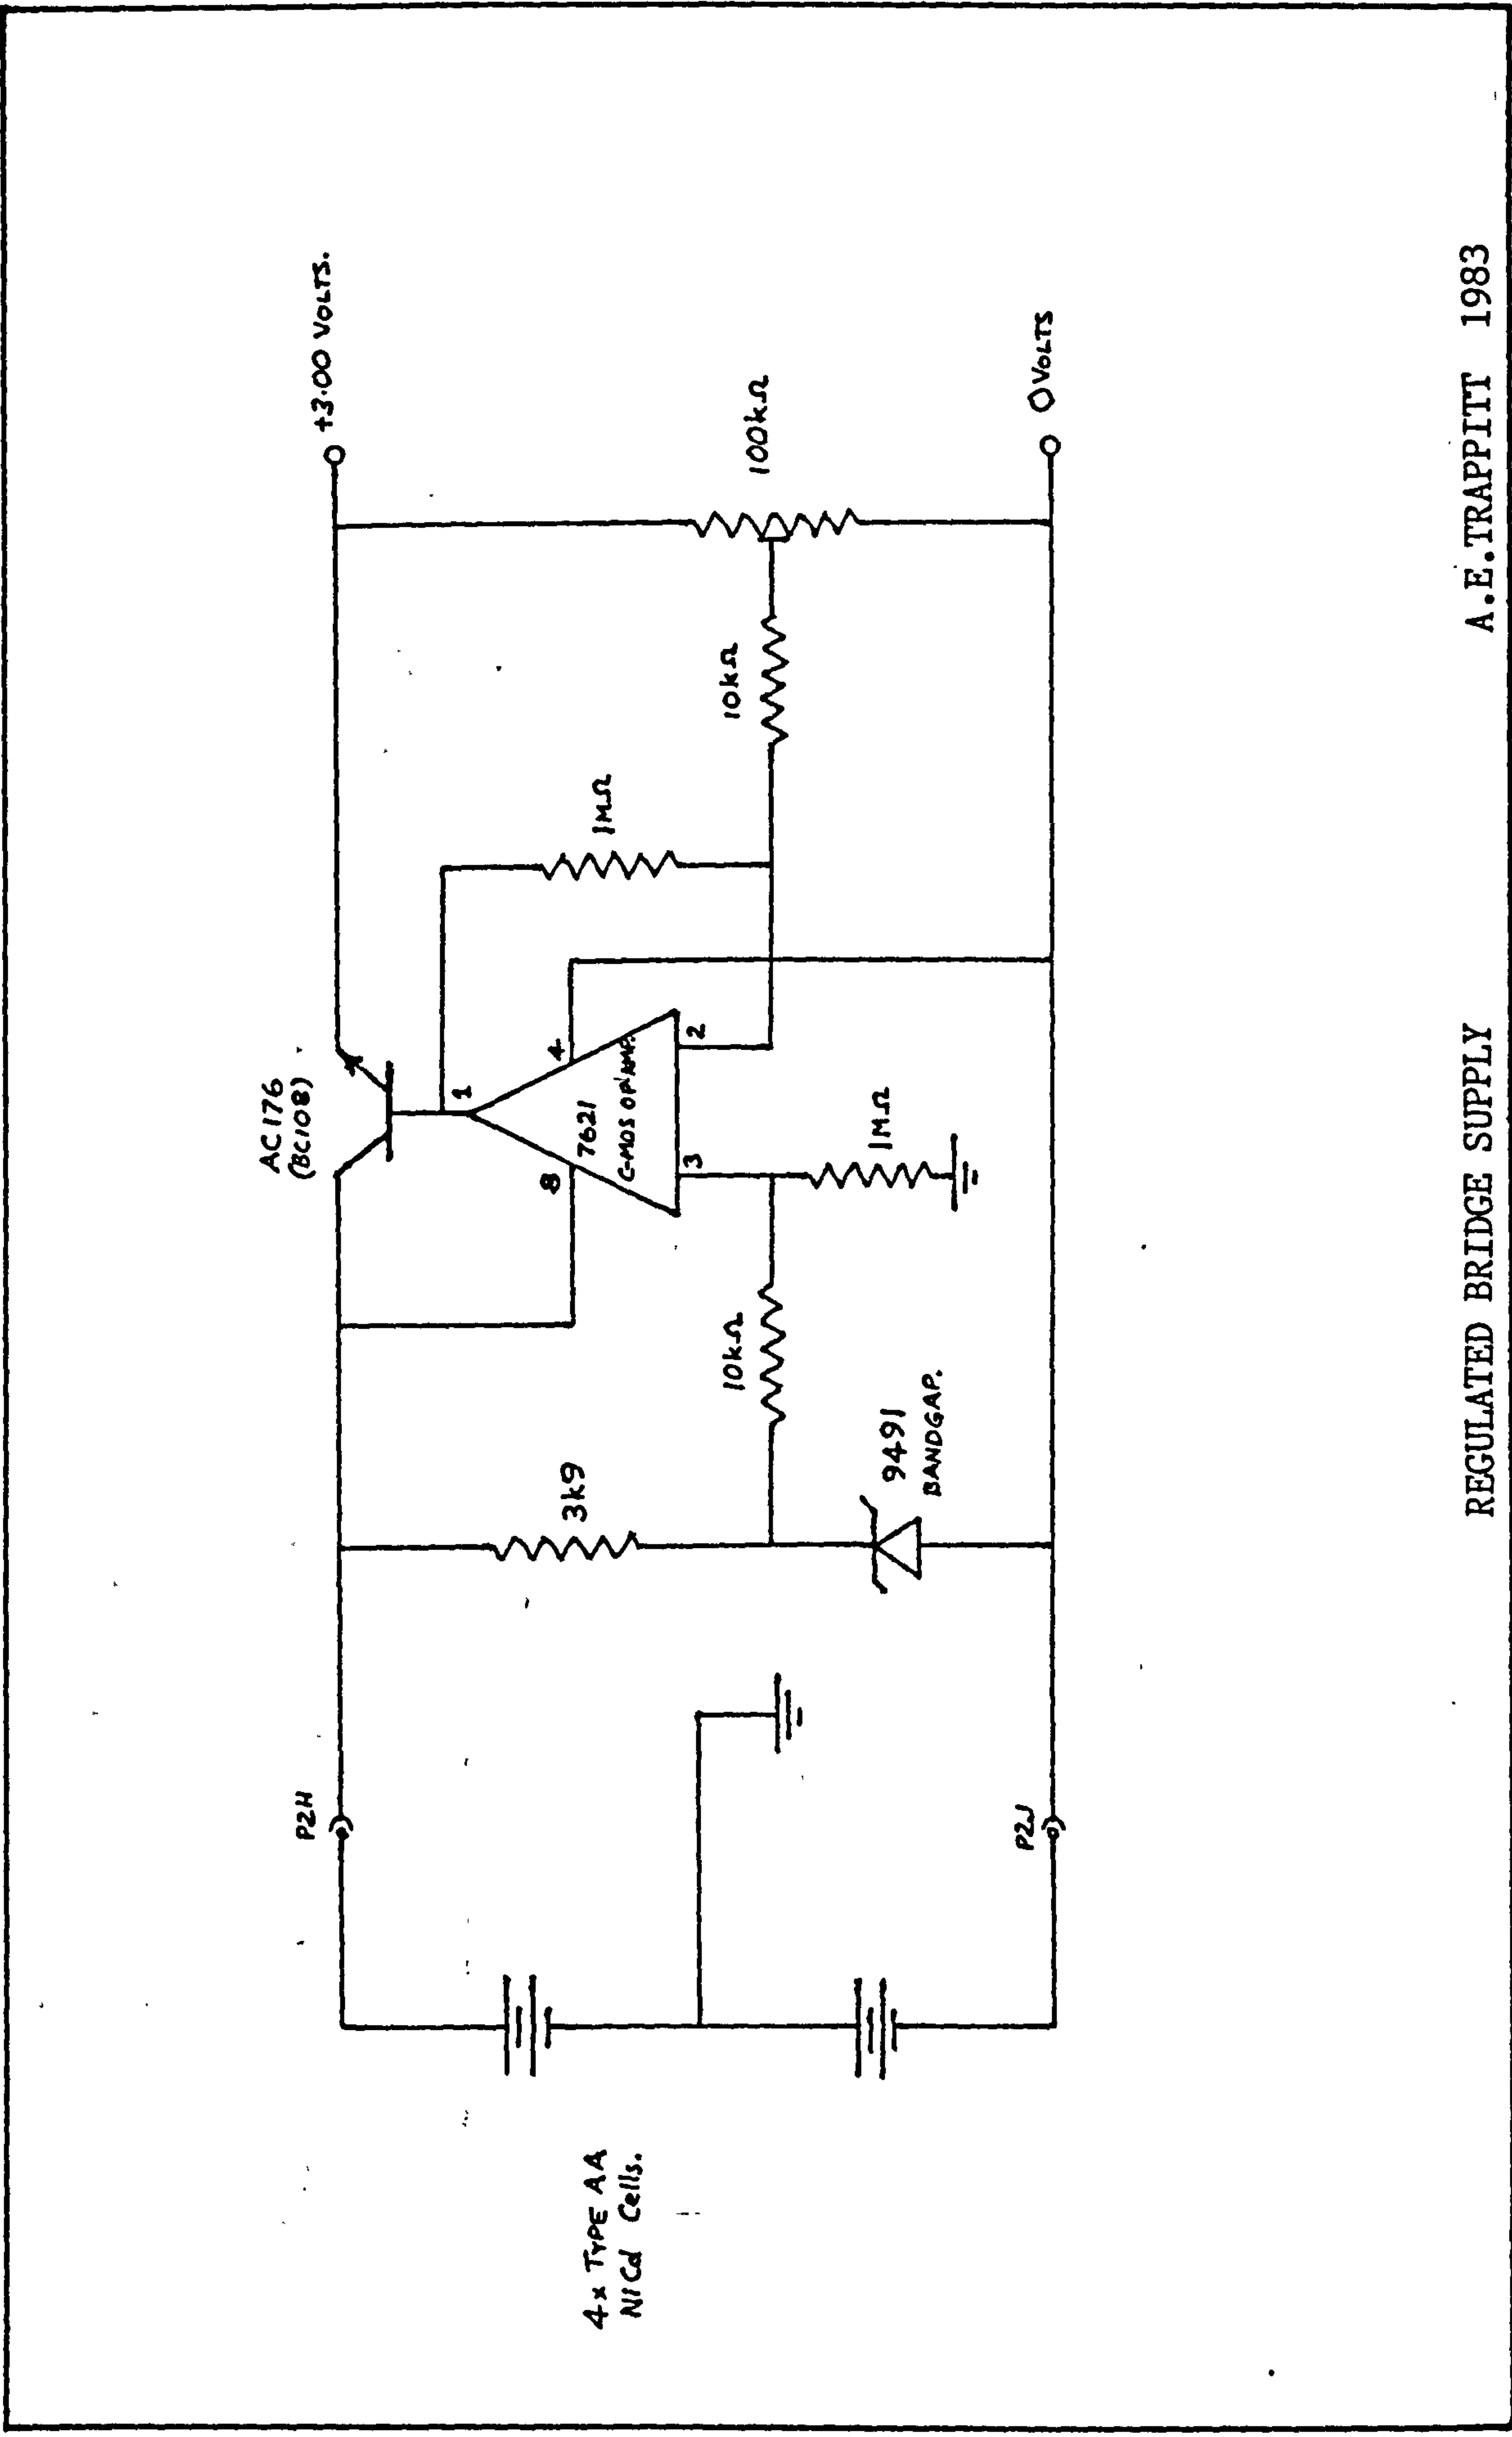 AC176
(BC108)
+3.00 VOLTS.
P2H
4x TYPE AA
NICd Cells.
3k9
8
1
4
7621
C-MOS OP'AMP.
3
2
1MΩ
10kΩ
10kΩ
100kΩ
1MΩ
9491
BANDGAP.
P2J
0 VOLTS
REGULATED BRIDGE SUPPLY
A.E.TRAPPITT 1983